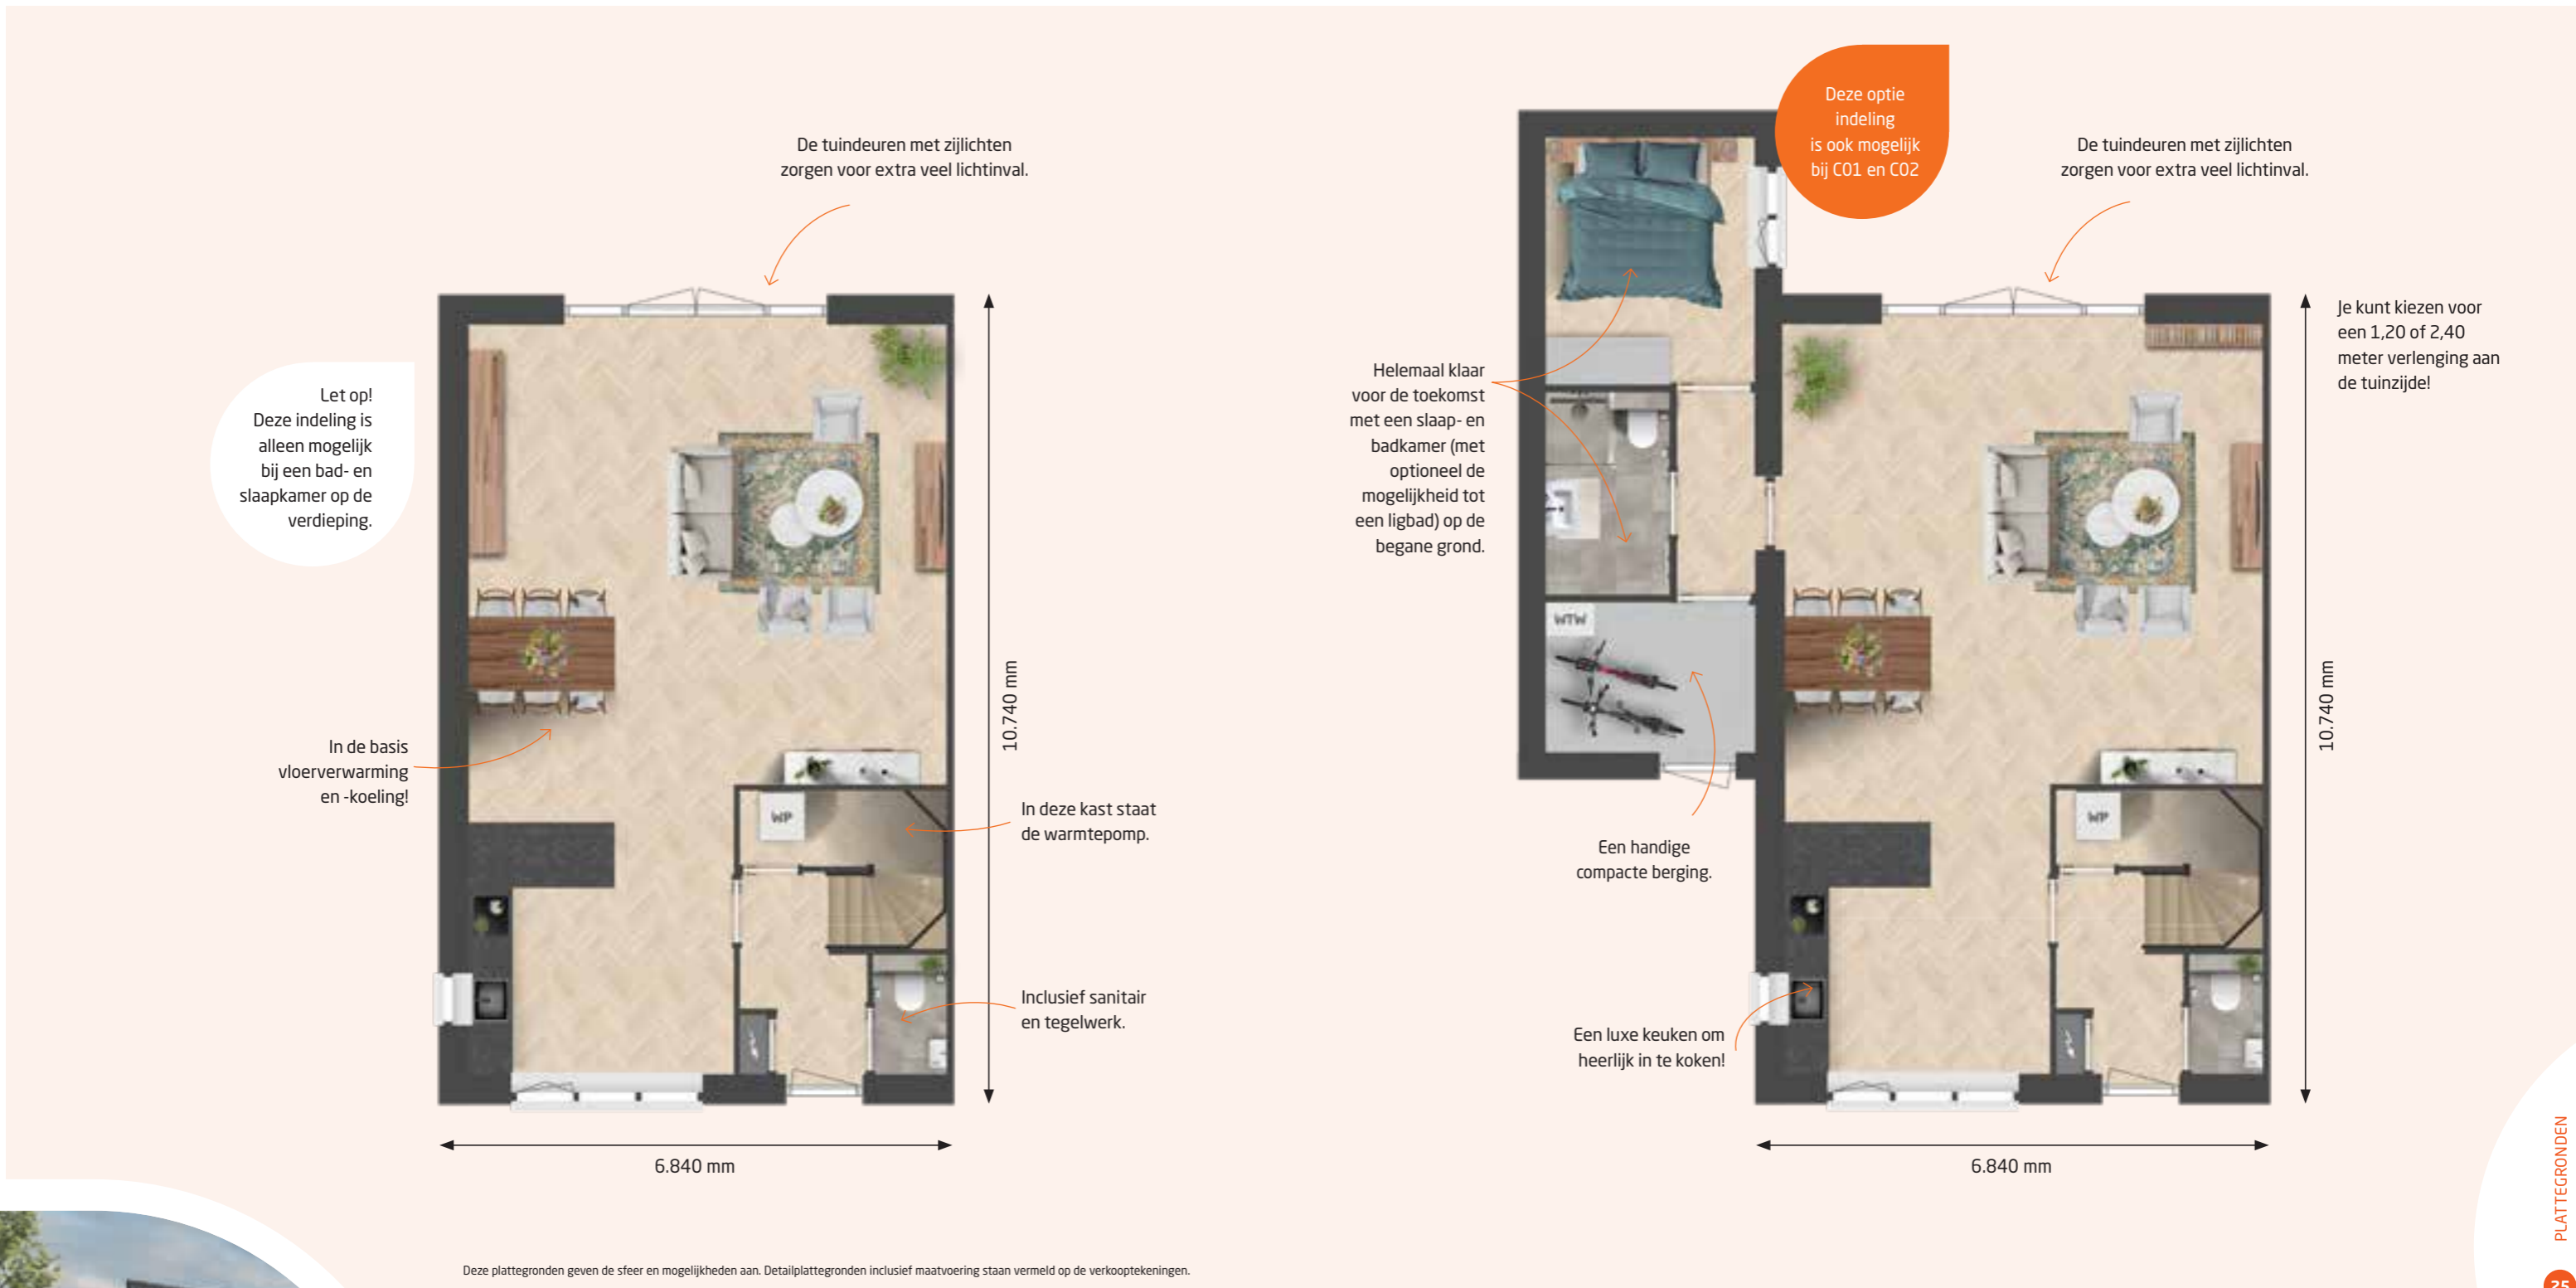 De tuindeuren met zijlichten
zorgen voor extra veel lichtinval.
Let op!
Deze indeling is
alleen mogelijk
bij een bad- en
slaapkamer op de
verdieping.
In de basis
vloerverwarming
en -koeling!
WP
In deze kast staat
de warmtepomp.
Inclusief sanitair
en tegelwerk.
10.740 mm
6.840 mm
Deze optie
indeling
is ook mogelijk
bij C01 en C02
De tuindeuren met zijlichten
zorgen voor extra veel lichtinval.
Je kunt kiezen voor
een 1,20 of 2,40
meter verlenging aan
de tuinzijde!
Helemaal klaar
voor de toekomst
met een slaap- en
badkamer (met
optioneel de
mogelijkheid tot
een ligbad) op de
begane grond.
WTW
Een handige
compacte berging.
WP
Een luxe keuken om
heerlijk in te koken!
10.740 mm
6.840 mm
Deze plattegronden geven de sfeer en mogelijkheden aan. Detailplattegronden inclusief maatvoering staan vermeld op de verkooptekeningen.
PLATTEGRONDEN
25